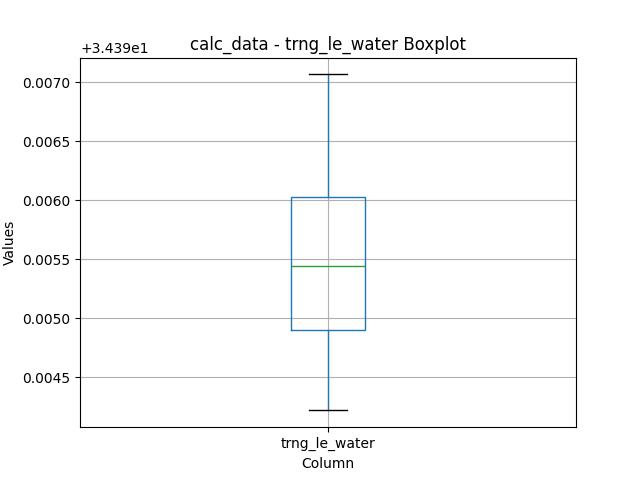 calc_data - trng_le_water Boxplot
+3.439e1
0.0070
0.0065
0.0060
0.0055
0.0050
0.0045
Values
trng_le_water
Column